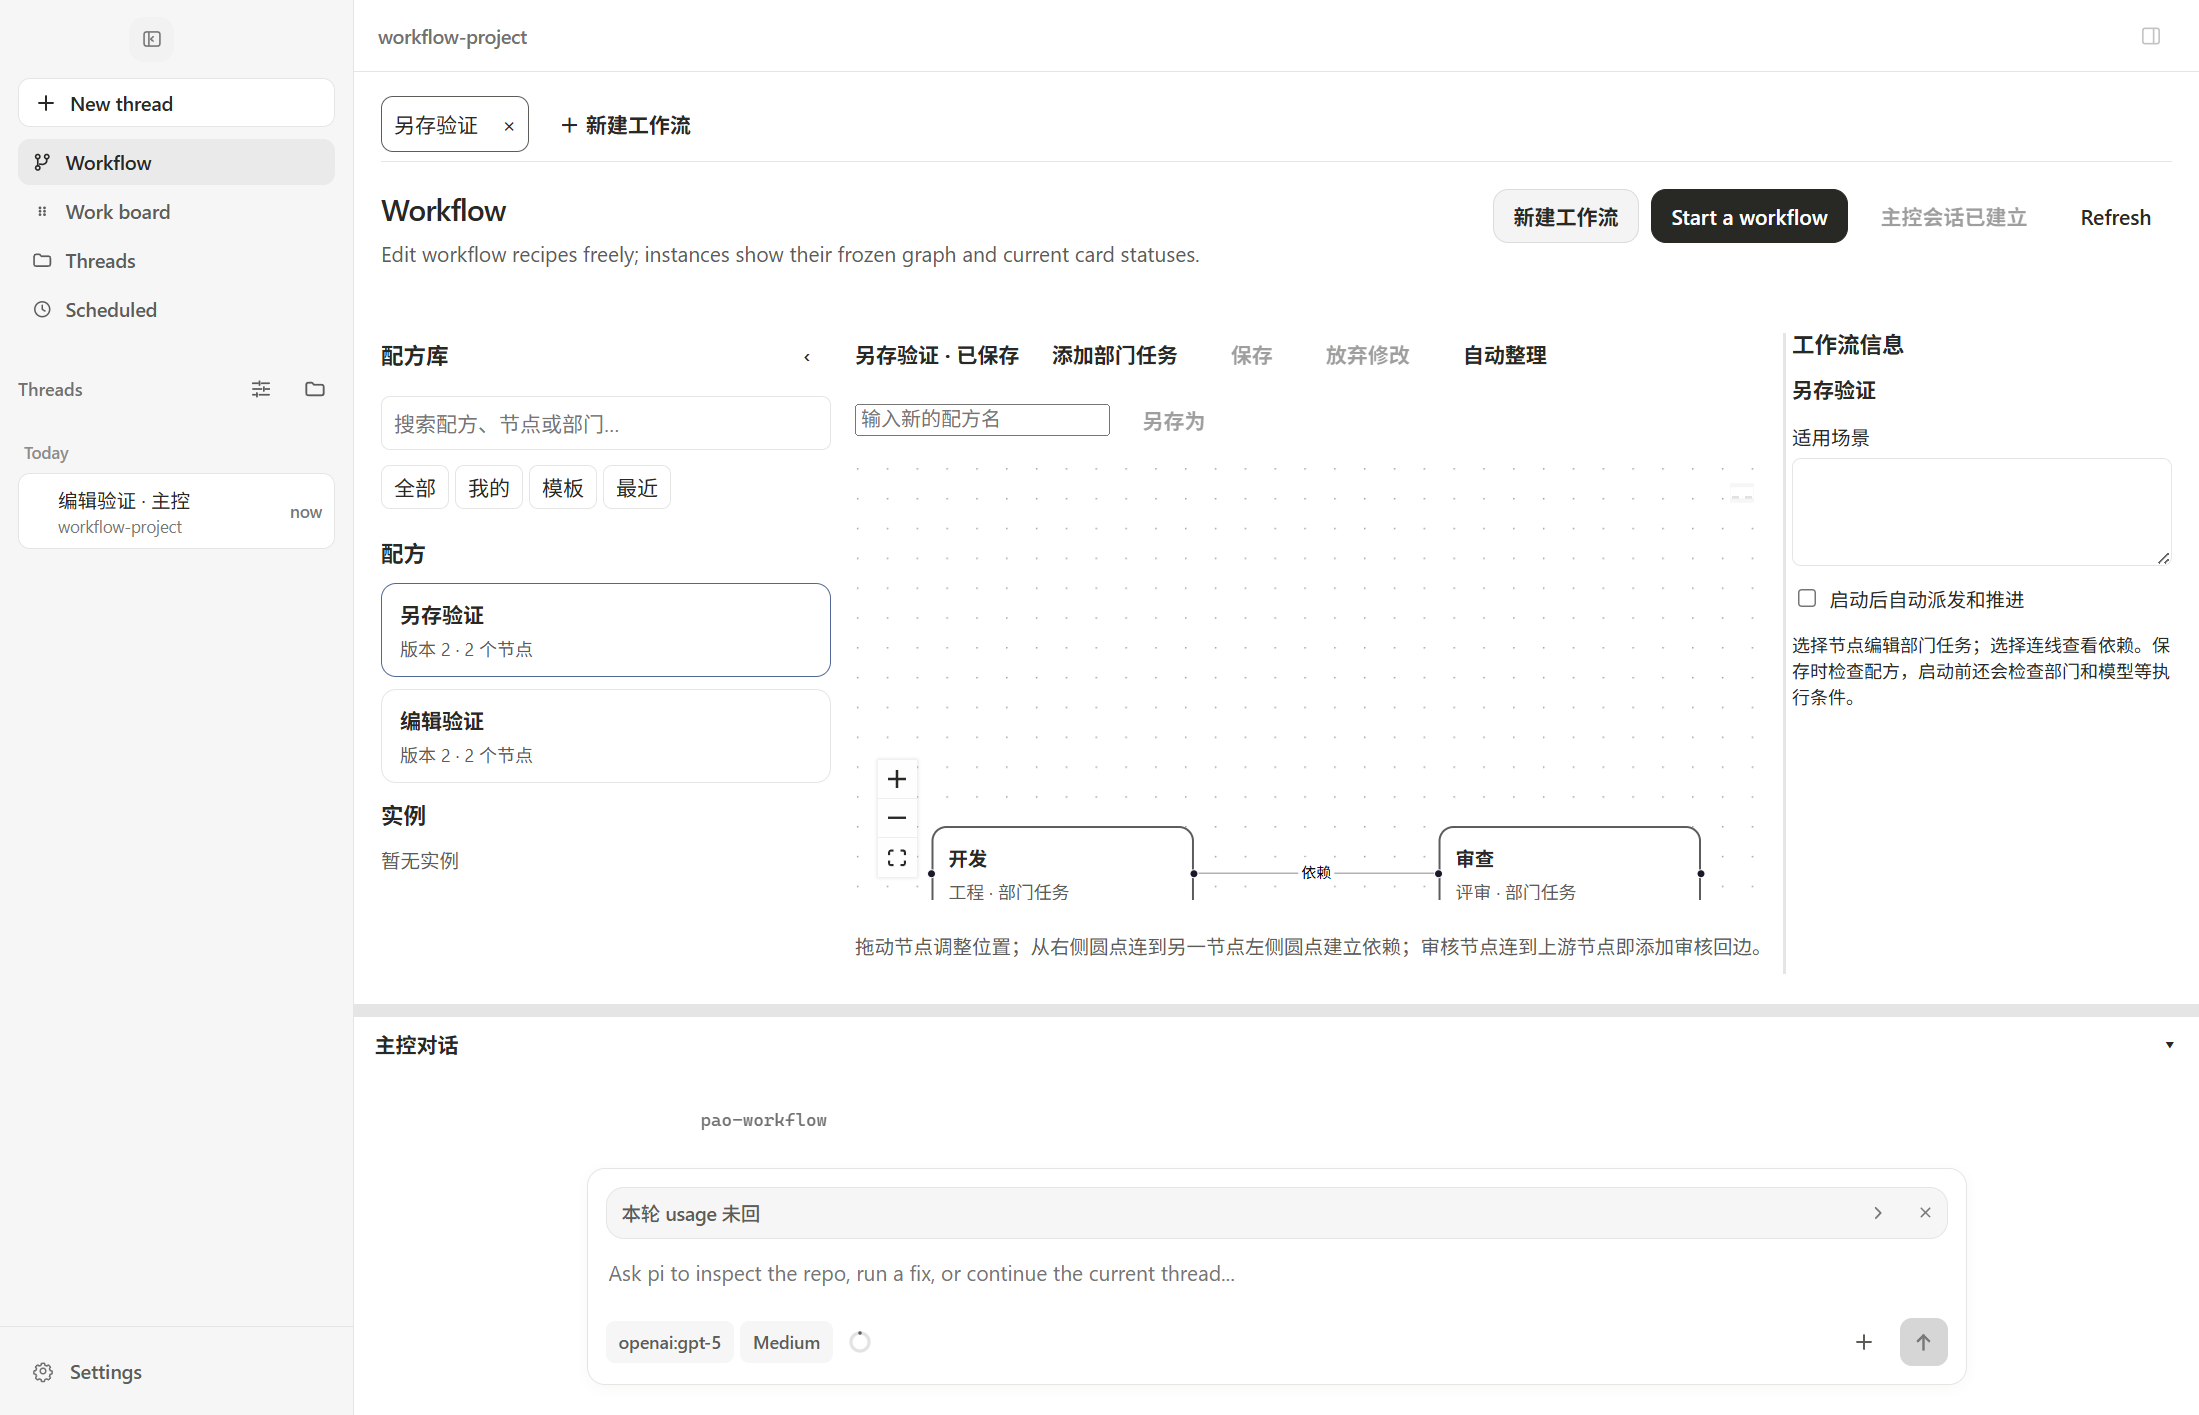 New thread
Workflow
Work board
Threads
Scheduled
Threads
Today
编辑验证 · 主控
workflow-project
now
Settings
workflow-project
另存验证 ×
+ 新建工作流
Workflow
Edit workflow recipes freely; instances show their frozen graph and current card statuses.
新建工作流
Start a workflow
主控会话已建立
Refresh
配方库
搜索配方、节点或部门...
全部
我的
模板
最近
配方
另存验证
版本 2 · 2 个节点
编辑验证
版本 2 · 2 个节点
实例
暂无实例
另存验证 · 已保存
添加部门任务
保存
放弃修改
自动整理
输入新的配方名
另存为
开发
工程 · 部门任务
依赖
审查
评审 · 部门任务
拖动节点调整位置；从右侧圆点连到另一节点左侧圆点建立依赖；审核节点连到上游节点即添加审核回边。
工作流信息
另存验证
适用场景
启动后自动派发和推进
选择节点编辑部门任务；选择连线查看依赖。保
存时检查配方，启动前还会检查部门和模型等执
行条件。
主控对话
pao-workflow
本轮 usage 未回
Ask pi to inspect the repo, run a fix, or continue the current thread...
openai:gpt-5
Medium